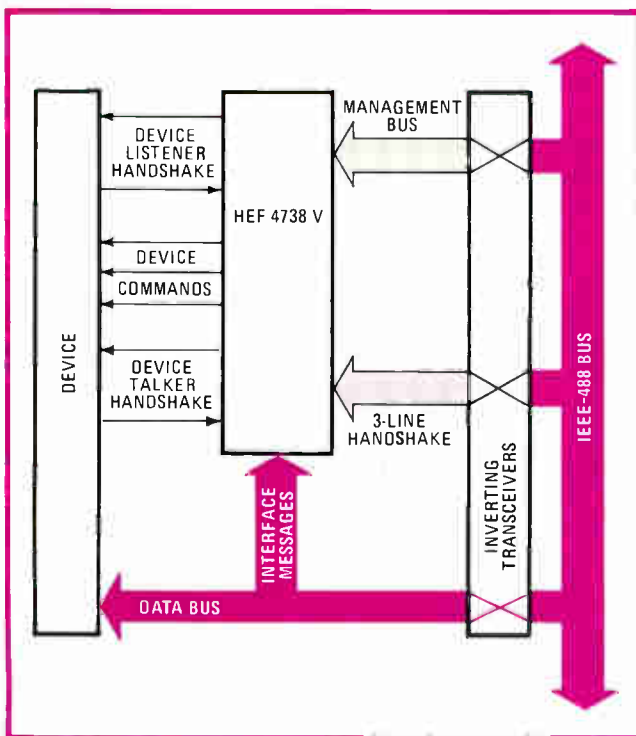 MANAGEMENT
BUS
DEVICE
LISTENER
HANDSHAKE
HEF 4738 V
DEVICE
COMMANDS
DEVICE
DEVICE
TALKER
HANDSHAKE
3-LINE
HANDSHAKE
INTERFACE
MESSAGES
INVERTING
TRANSCEIVERS
IEEE-488 BUS
DATA BUS